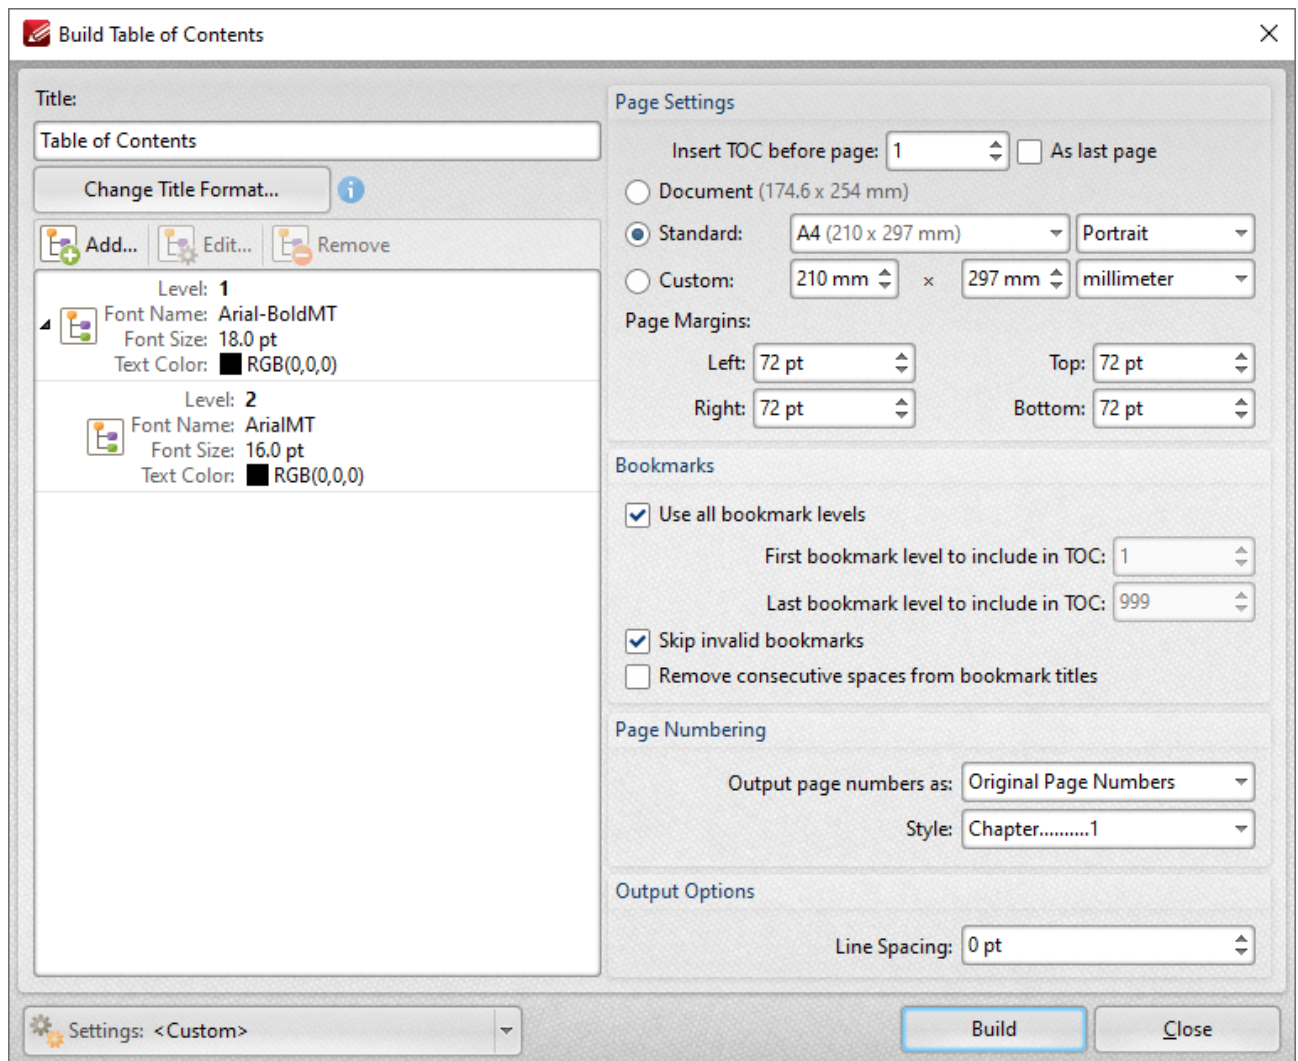 Build Table of Contents
Title:
Table of Contents
Change Title Format...
Add...
Edit...
Remove
Level: 1
Font Name: Arial-BoldMT
Font Size: 18.0 pt
Text Color: RGB(0,0,0)
Level: 2
Font Name: ArialMT
Font Size: 16.0 pt
Text Color: RGB(0,0,0)
Page Settings
Insert TOC before page: 1 As last page
Document (174.6 x 254 mm)
Standard: A4 (210 x 297 mm) Portrait
Custom: 210 mm × 297 mm millimeter
Page Margins:
Left: 72 pt Top: 72 pt
Right: 72 pt Bottom: 72 pt
Bookmarks
Use all bookmark levels
First bookmark level to include in TOC: 1
Last bookmark level to include in TOC: 999
Skip invalid bookmarks
Remove consecutive spaces from bookmark titles
Page Numbering
Output page numbers as: Original Page Numbers
Style: Chapter..........1
Output Options
Line Spacing: 0 pt
Settings: <Custom>
Build
Close